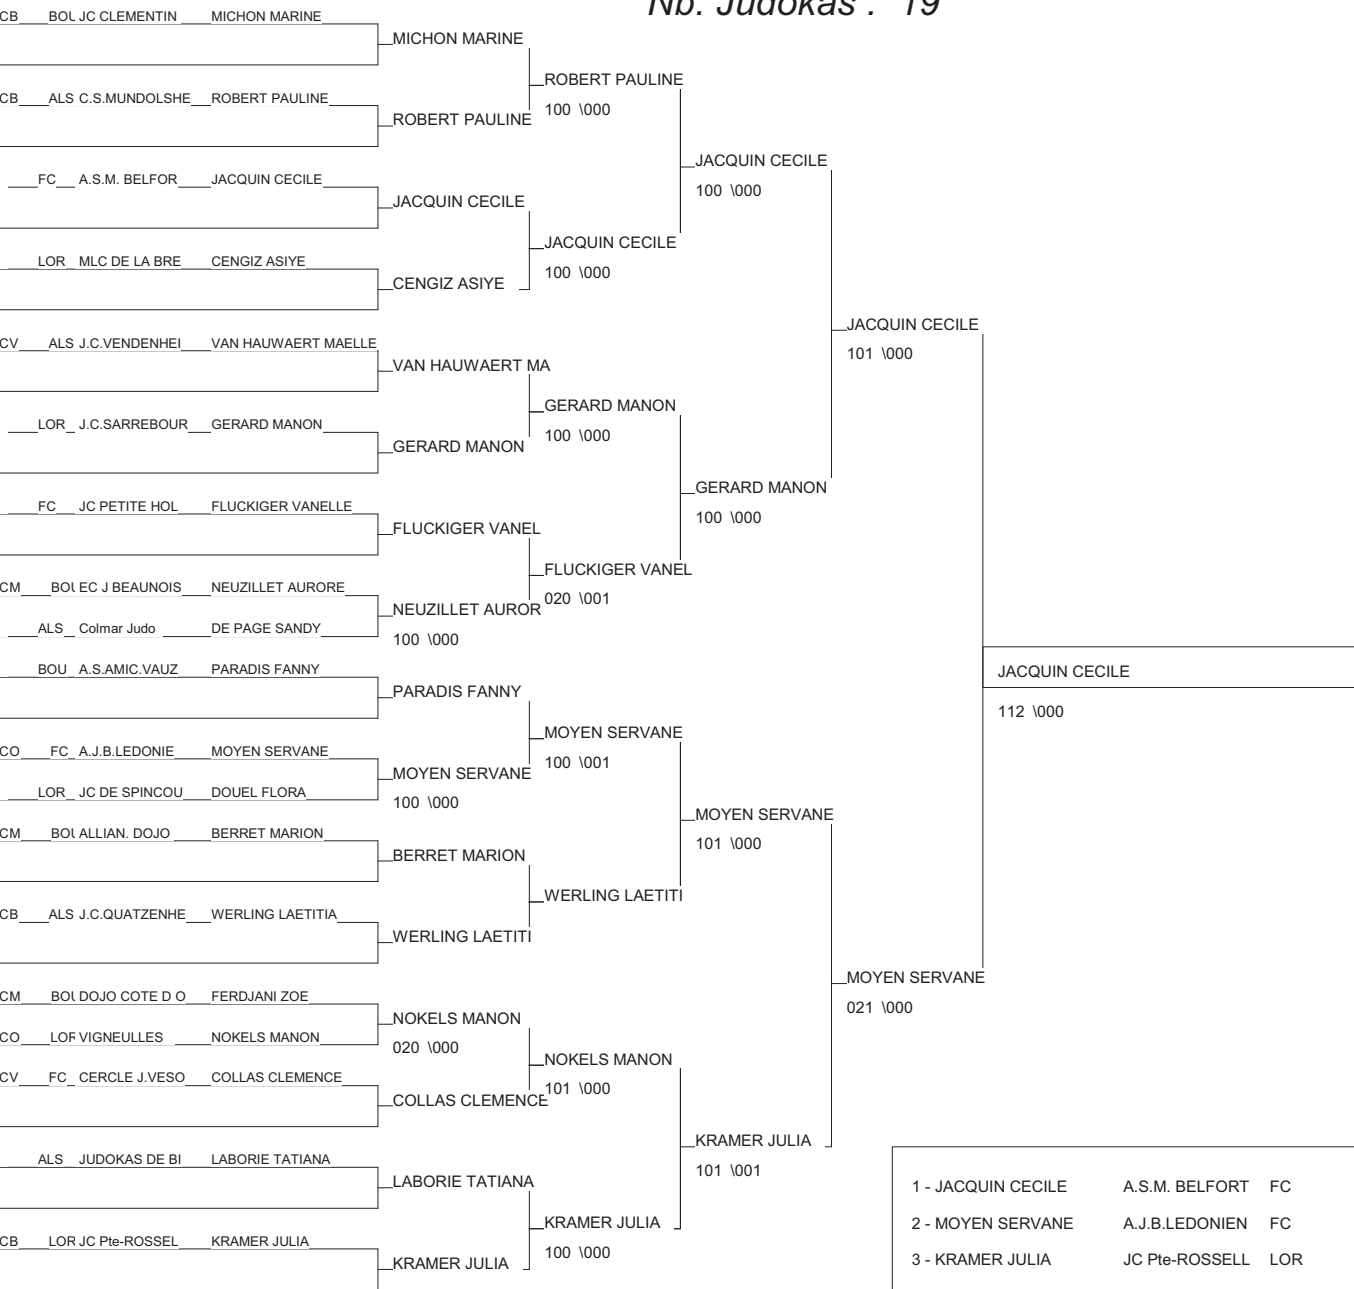 Nb. Judokas : 19
CB BOU JC CLEMENTIN MICHON MARINE
MICHON MARINE
ROBERT PAULINE
100 \000
CB ALS C.S.MUNDOLSHE ROBERT PAULINE
ROBERT PAULINE
JACQUIN CECILE
100 \000
FC A.S.M. BELFOR JACQUIN CECILE
JACQUIN CECILE
JACQUIN CECILE
100 \000
LOR MLC DE LA BRE CENGIZ ASIYE
CENGIZ ASIYE
JACQUIN CECILE
101 \000
CV ALS J.C.VENDENHEI VAN HAUWAERT MAELLE
VAN HAUWAERT MA
GERARD MANON
100 \000
LOR J.C.SARREBOUR GERARD MANON
GERARD MANON
GERARD MANON
100 \000
FC JC PETITE HOL FLUCKIGER VANELLE
FLUCKIGER VANEL
FLUCKIGER VANEL
020 \001
CM BOU EC J BEAUNOIS NEUZILLET AURORE
NEUZILLET AUROR
100 \000
ALS Colmar Judo DE PAGE SANDY
JACQUIN CECILE
112 \000
BOU A.S.AMIC.VAUZ PARADIS FANNY
PARADIS FANNY
MOYEN SERVANE
100 \001
CO FC A.J.B.LEDONIE MOYEN SERVANE
MOYEN SERVANE
100 \000
LOR JC DE SPINCOU DOUEL FLORA
MOYEN SERVANE
101 \000
CM BOU ALLIAN. DOJO BERRET MARION
BERRET MARION
WERLING LAETITI
CB ALS J.C.QUATZENHE WERLING LAETITIA
WERLING LAETITI
MOYEN SERVANE
021 \000
CM BOU DOJO COTE D O FERDJANI ZOE
NOKELS MANON
020 \000
CO LOR VIGNEULLES NOKELS MANON
NOKELS MANON
101 \000
CV FC CERCLE J.VESO COLLAS CLEMENCE
COLLAS CLEMENCE
KRAMER JULIA
101 \001
ALS JUDOKAS DE BI LABORIE TATIANA
LABORIE TATIANA
KRAMER JULIA
100 \000
CB LOR JC Pte-ROSSEL KRAMER JULIA
KRAMER JULIA
1 - JACQUIN CECILE A.S.M. BELFORT FC
2 - MOYEN SERVANE A.J.B.LEDONIEN FC
3 - KRAMER JULIA JC Pte-ROSSELL LOR